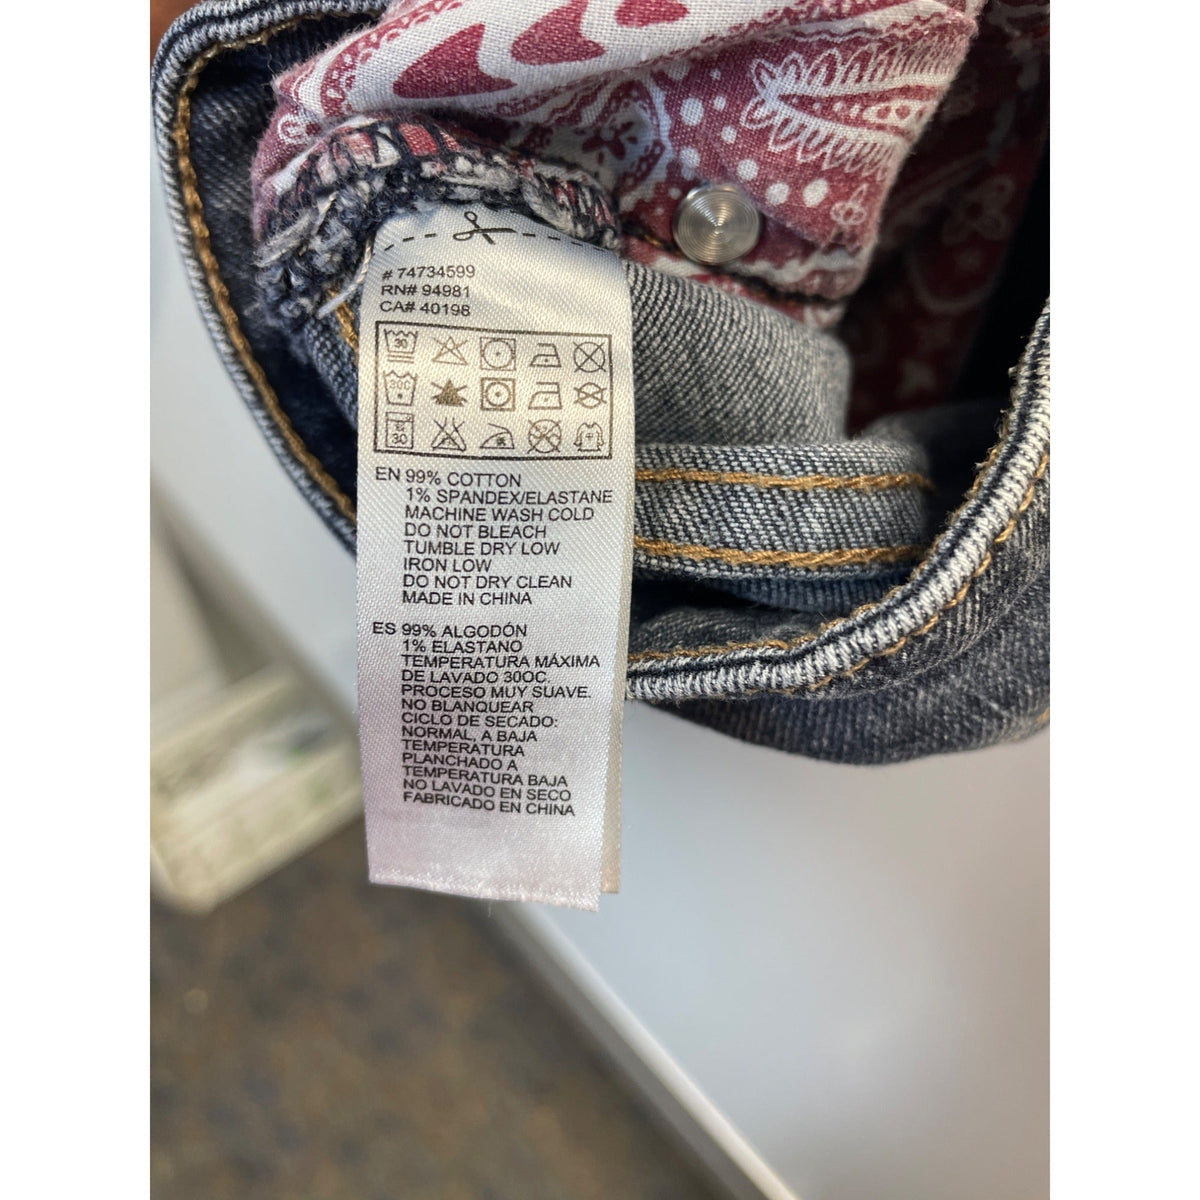 # 74734599
RN# 94981
CA# 40198
30
30
30
EN 99% COTTON
1% SPANDEX/ELASTANE
MACHINE WASH COLD
DO NOT BLEACH
TUMBLE DRY LOW
IRON LOW
DO NOT DRY CLEAN
MADE IN CHINA
ES 99% ALGODÓN
1% ELASTANO
TEMPERATURA MÁXIMA
DE LAVADO 30OC.
PROCESO MUY SUAVE.
NO BLANQUEAR
CICLO DE SECADO:
NORMAL, A BAJA
TEMPERATURA
PLANCHADO A
TEMPERATURA BAJA
NO LAVADO EN SECO
FABRICADO EN CHINA